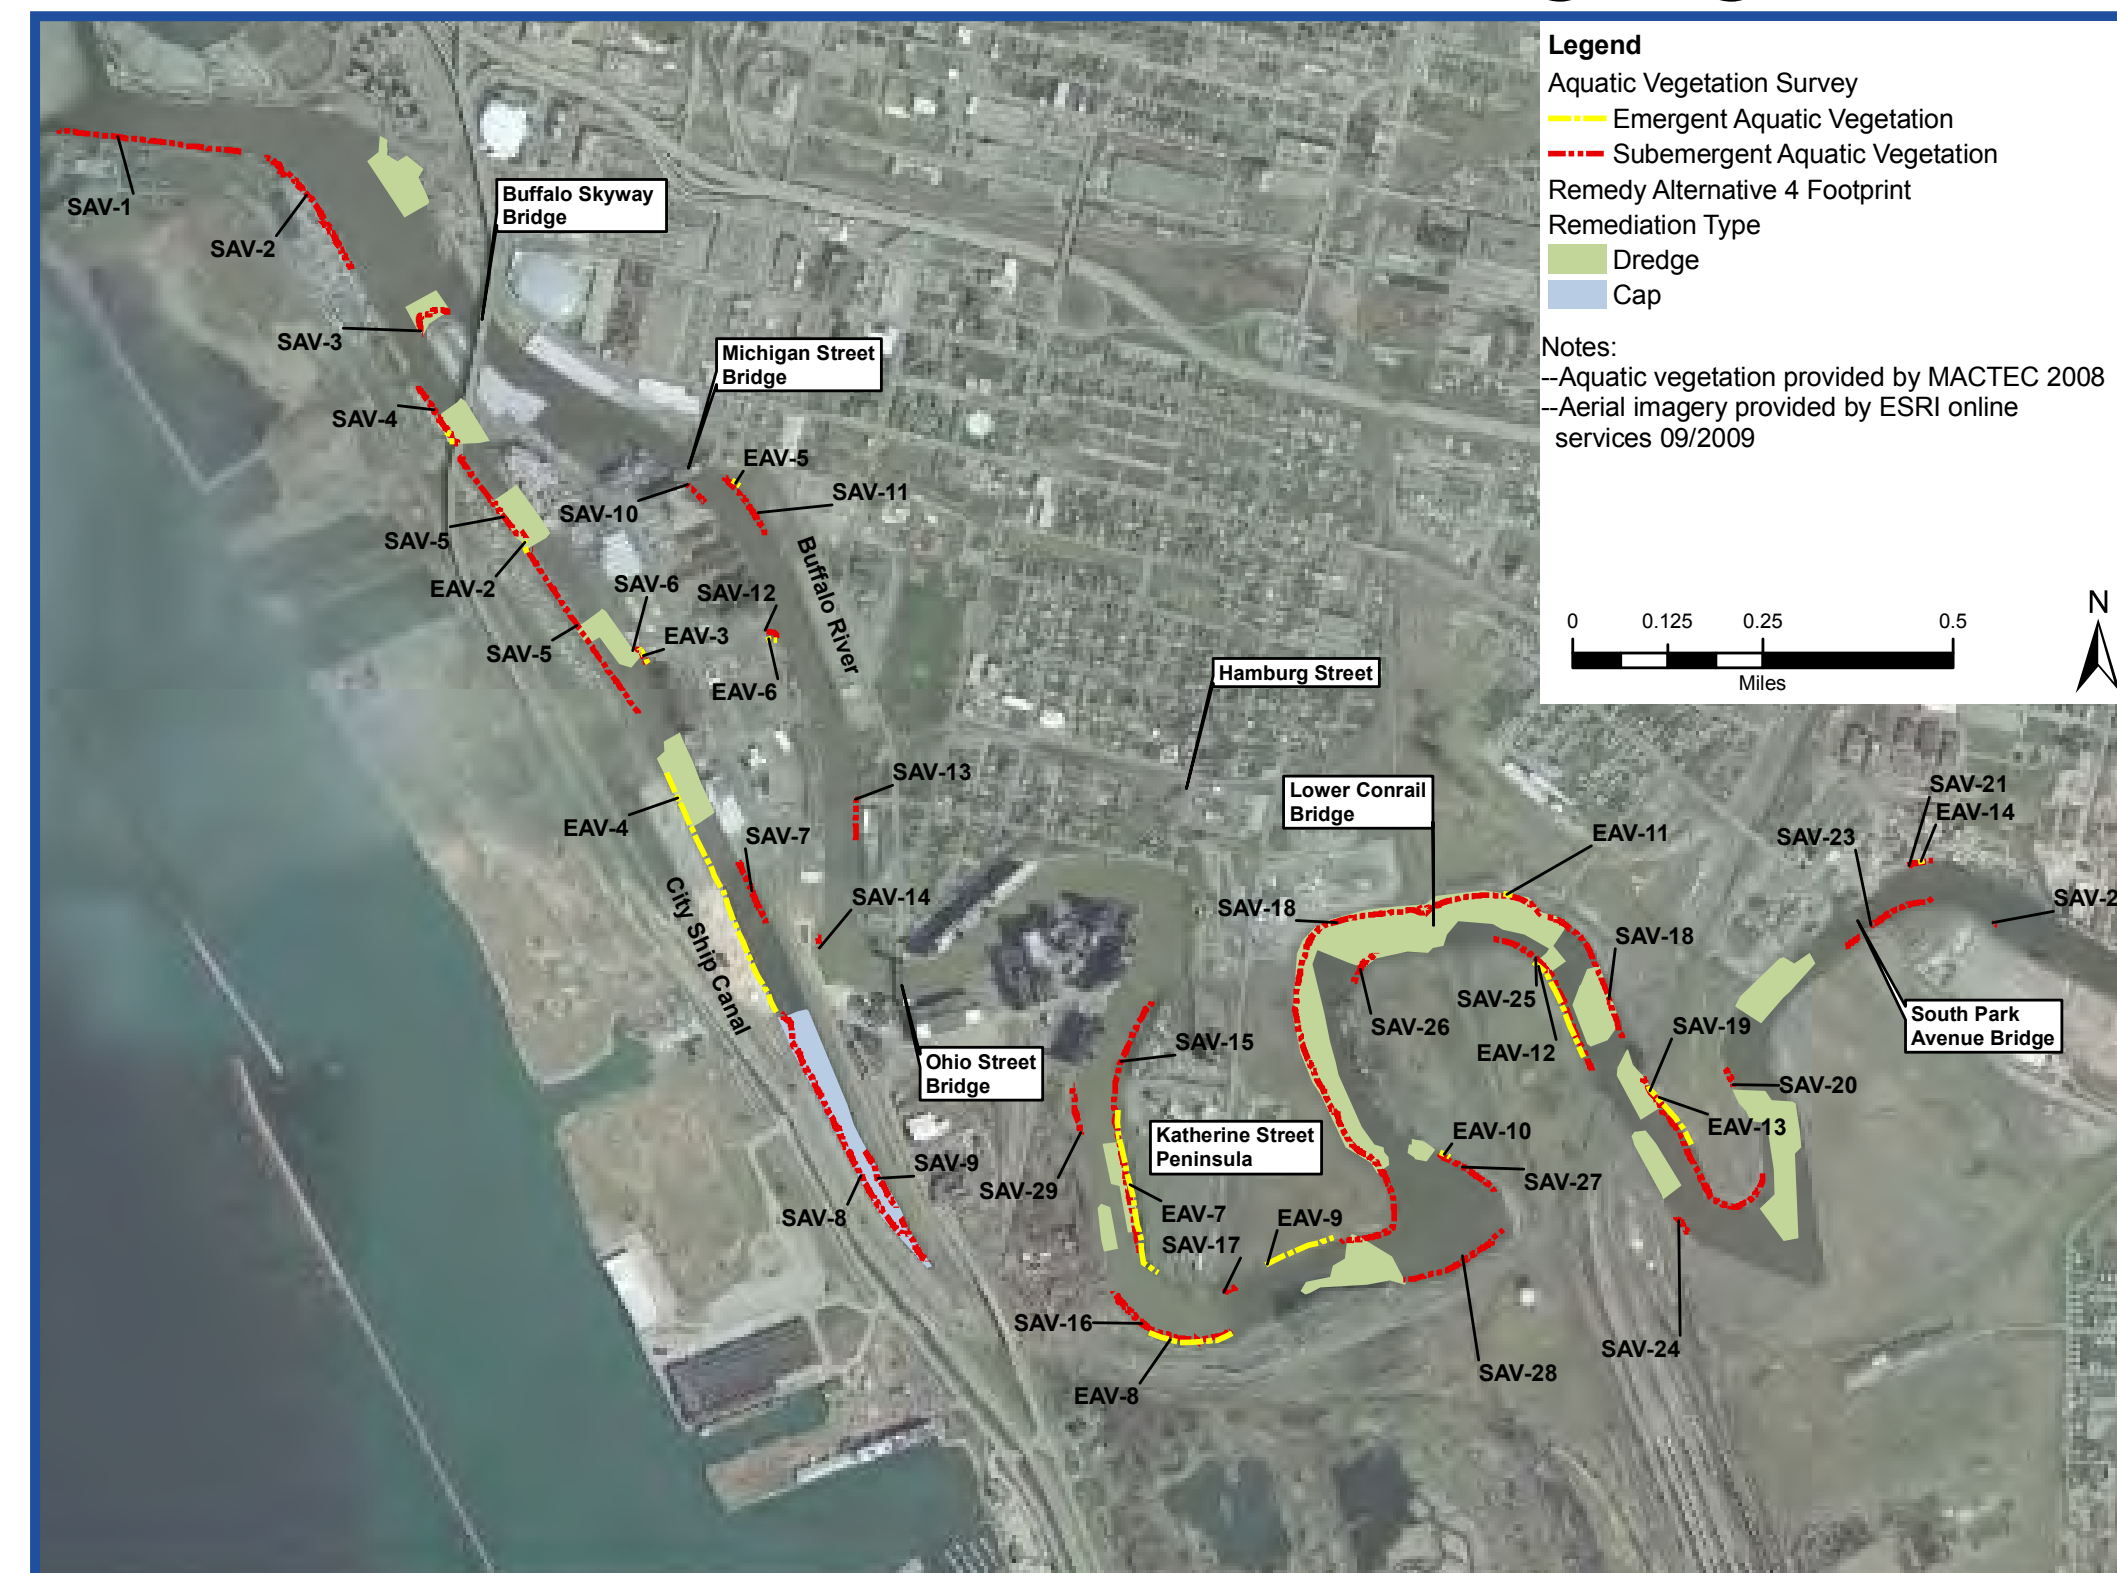 Legend
Aquatic Vegetation Survey
Emergent Aquatic Vegetation
Subemergent Aquatic Vegetation
Remedy Alternative 4 Footprint
Remediation Type
Dredge
Cap
Notes:
--Aquatic vegetation provided by MACTEC 2008
--Aerial imagery provided by ESRI online
services 09/2009
0 0.125 0.25 0.5
Miles
N
SAV-1
SAV-2
Buffalo Skyway
Bridge
SAV-3
Michigan Street
Bridge
SAV-4
EAV-5
SAV-10
SAV-11
SAV-5
EAV-2
SAV-6
SAV-12
Buffalo River
EAV-3
SAV-5
EAV-6
Hamburg Street
SAV-13
EAV-4
SAV-7
Lower Conrail
Bridge
EAV-11
SAV-21
EAV-14
SAV-23
SAV-14
SAV-18
SAV-2
City Ship Canal
SAV-18
SAV-25
SAV-26
EAV-12
SAV-19
South Park
Avenue Bridge
Ohio Street
Bridge
SAV-15
SAV-20
EAV-13
Katherine Street
Peninsula
EAV-10
SAV-9
SAV-29
SAV-27
SAV-8
EAV-7
EAV-9
SAV-17
SAV-16
SAV-24
SAV-28
EAV-8